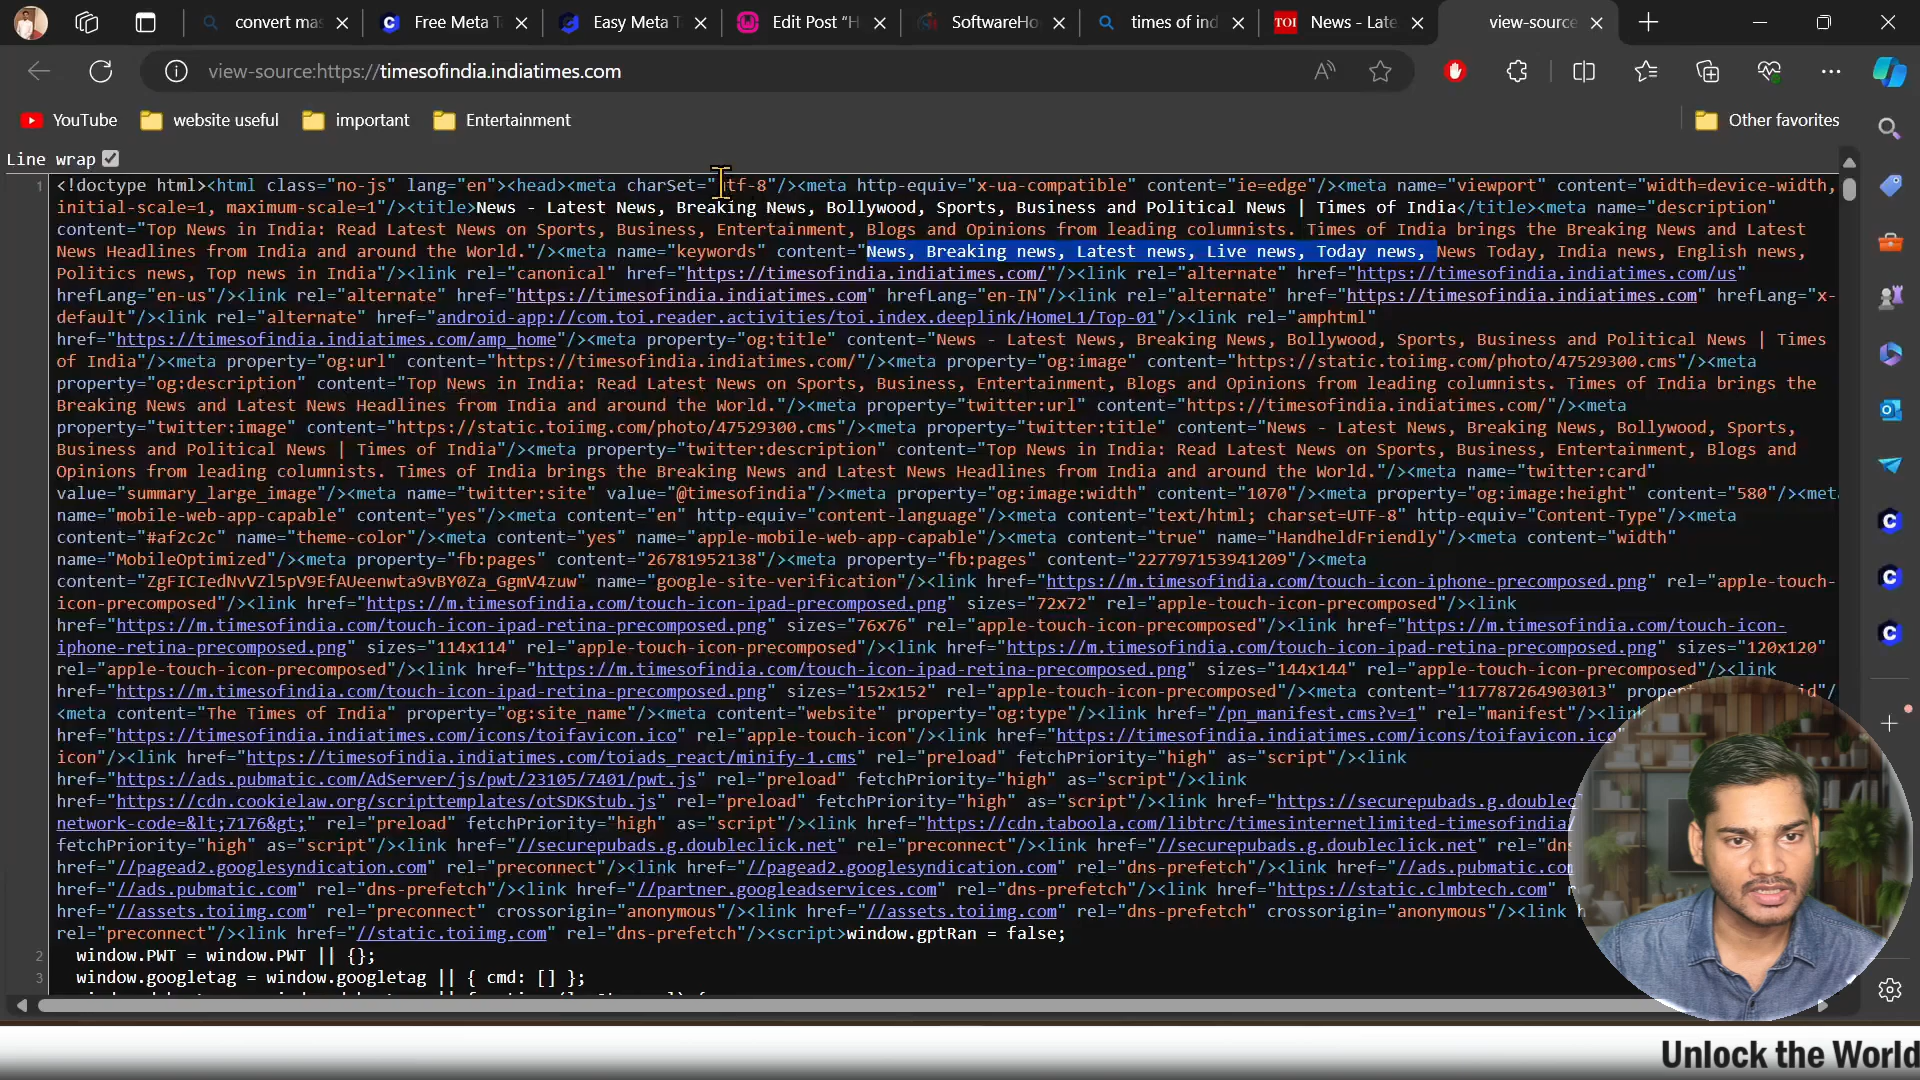 convert mas
Free Meta T
Easy Meta T
Edit Post “H
SoftwareHo
times of ind
TOI
News - Late
view-source
view-source:https://timesofindia.indiatimes.com
YouTube
website useful
important
Entertainment
Other favorites
Line wrap
1 <!doctype html><html class="no-js" lang="en"><head><meta charSet="utf-8"/><meta http-equiv="x-ua-compatible" content="ie=edge"/><meta name="viewport" content="width=device-width,
initial-scale=1, maximum-scale=1"/><title>News - Latest News, Breaking News, Bollywood, Sports, Business and Political News | Times of India</title><meta name="description"
content="Top News in India: Read Latest News on Sports, Business, Entertainment, Blogs and Opinions from leading columnists. Times of India brings the Breaking News and Latest
News Headlines from India and around the World."/><meta name="keywords" content="News, Breaking news, Latest news, Live news, Today news, News Today, India news, English news,
Politics news, Top news in India"/><link rel="canonical" href="https://timesofindia.indiatimes.com/"/><link rel="alternate" href="https://timesofindia.indiatimes.com/us"
hrefLang="en-us"/><link rel="alternate" href="https://timesofindia.indiatimes.com" hrefLang="en-IN"/><link rel="alternate" href="https://timesofindia.indiatimes.com" hrefLang="x-
default"/><link rel="alternate" href="android-app://com.toi.reader.activities/toi.index.deeplink/HomeL1/Top-01"/><link rel="amphtml"
href="https://timesofindia.indiatimes.com/amp_home"/><meta property="og:title" content="News - Latest News, Breaking News, Bollywood, Sports, Business and Political News | Times
of India"/><meta property="og:url" content="https://timesofindia.indiatimes.com/"/><meta property="og:image" content="https://static.toiimg.com/photo/47529300.cms"/><meta
property="og:description" content="Top News in India: Read Latest News on Sports, Business, Entertainment, Blogs and Opinions from leading columnists. Times of India brings the
Breaking News and Latest News Headlines from India and around the World."/><meta property="twitter:url" content="https://timesofindia.indiatimes.com/"/><meta
property="twitter:image" content="https://static.toiimg.com/photo/47529300.cms"/><meta property="twitter:title" content="News - Latest News, Breaking News, Bollywood, Sports,
Business and Political News | Times of India"/><meta property="twitter:description" content="Top News in India: Read Latest News on Sports, Business, Entertainment, Blogs and
Opinions from leading columnists. Times of India brings the Breaking News and Latest News Headlines from India and around the World."/><meta name="twitter:card"
value="summary_large_image"/><meta name="twitter:site" value="@timesofindia"/><meta property="og:image:width" content="1070"/><meta property="og:image:height" content="580"/><meta
name="mobile-web-app-capable" content="yes"/><meta content="en" http-equiv="content-language"/><meta content="text/html; charset=UTF-8" http-equiv="Content-Type"/><meta
content="#af2c2c" name="theme-color"/><meta content="yes" name="apple-mobile-web-app-capable"/><meta content="true" name="HandheldFriendly"/><meta content="width"
name="MobileOptimized"/><meta property="fb:pages" content="26781952138"/><meta property="fb:pages" content="227797153941209"/><meta
content="ZgFICIedNvVZl5pV9EfAUeenwta9vBY0Za_GgmV4zuw" name="google-site-verification"/><link href="https://m.timesofindia.com/touch-icon-iphone-precomposed.png" rel="apple-touch-
icon-precomposed"/><link href="https://m.timesofindia.com/touch-icon-ipad-precomposed.png" sizes="72x72" rel="apple-touch-icon-precomposed"/><link
href="https://m.timesofindia.com/touch-icon-ipad-retina-precomposed.png" sizes="76x76" rel="apple-touch-icon-precomposed"/><link href="https://m.timesofindia.com/touch-icon-
iphone-retina-precomposed.png" sizes="114x114" rel="apple-touch-icon-precomposed"/><link href="https://m.timesofindia.com/touch-icon-ipad-retina-precomposed.png" sizes="120x120"
rel="apple-touch-icon-precomposed"/><link href="https://m.timesofindia.com/touch-icon-ipad-retina-precomposed.png" sizes="144x144" rel="apple-touch-icon-precomposed"/><link
href="https://m.timesofindia.com/touch-icon-ipad-retina-precomposed.png" sizes="152x152" rel="apple-touch-icon-precomposed"/><meta content="117787264903013"
<meta content="The Times of India" property="og:site_name"/><meta content="website" property="og:type"/><link href="/pn_manifest.cms?v=1" rel="manifest"/><link
href="https://timesofindia.indiatimes.com/icons/toifavicon.ico" rel="apple-touch-icon"/><link href="https://timesofindia.indiatimes.com/icons/toifavicon.ico"
icon"/><link href="https://timesofindia.indiatimes.com/toiads_react/minify-1.cms" rel="preload" fetchPriority="high" as="script"/><link
href="https://ads.pubmatic.com/AdServer/js/pwt/23105/7401/pwt.js" rel="preload" fetchPriority="high" as="script"/><link
href="https://cdn.cookielaw.org/scripttemplates/otSDKStub.js" rel="preload" fetchPriority="high" as="script"/><link href="https://securepubads.g.doublec
network-code=&lt;7176&gt;" rel="preload" fetchPriority="high" as="script"/><link href="https://cdn.taboola.com/libtrc/timesinternetlimited-timesofindia/
fetchPriority="high" as="script"/><link href="//securepubads.g.doubleclick.net" rel="preconnect"/><link href="//securepubads.g.doubleclick.net" rel="dns
href="//pagead2.googlesyndication.com" rel="preconnect"/><link href="//pagead2.googlesyndication.com" rel="dns-prefetch"/><link href="//ads.pubmatic.com
href="//ads.pubmatic.com" rel="dns-prefetch"/><link href="//partner.googleadservices.com" rel="dns-prefetch"/><link href="https://static.clmbtech.com"
href="//assets.toiimg.com" rel="preconnect" crossorigin="anonymous"/><link href="//assets.toiimg.com" rel="dns-prefetch" crossorigin="anonymous"/><link
rel="preconnect"/><link href="//static.toiimg.com" rel="dns-prefetch"/><script>window.gptRan = false;
2 window.PWT = window.PWT || {};
3 window.googletag = window.googletag || { cmd: [] };
Unlock the World